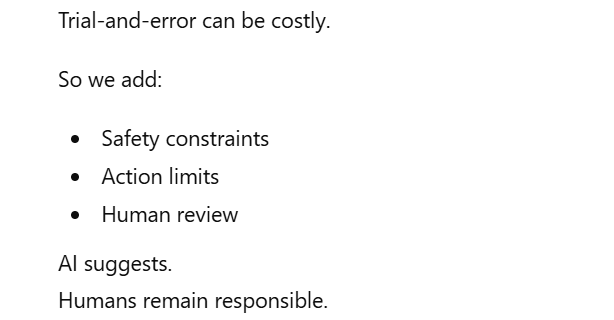 Trial-and-error can be costly.
So we add:
• Safety constraints
• Action limits
• Human review
AI suggests.
Humans remain responsible.